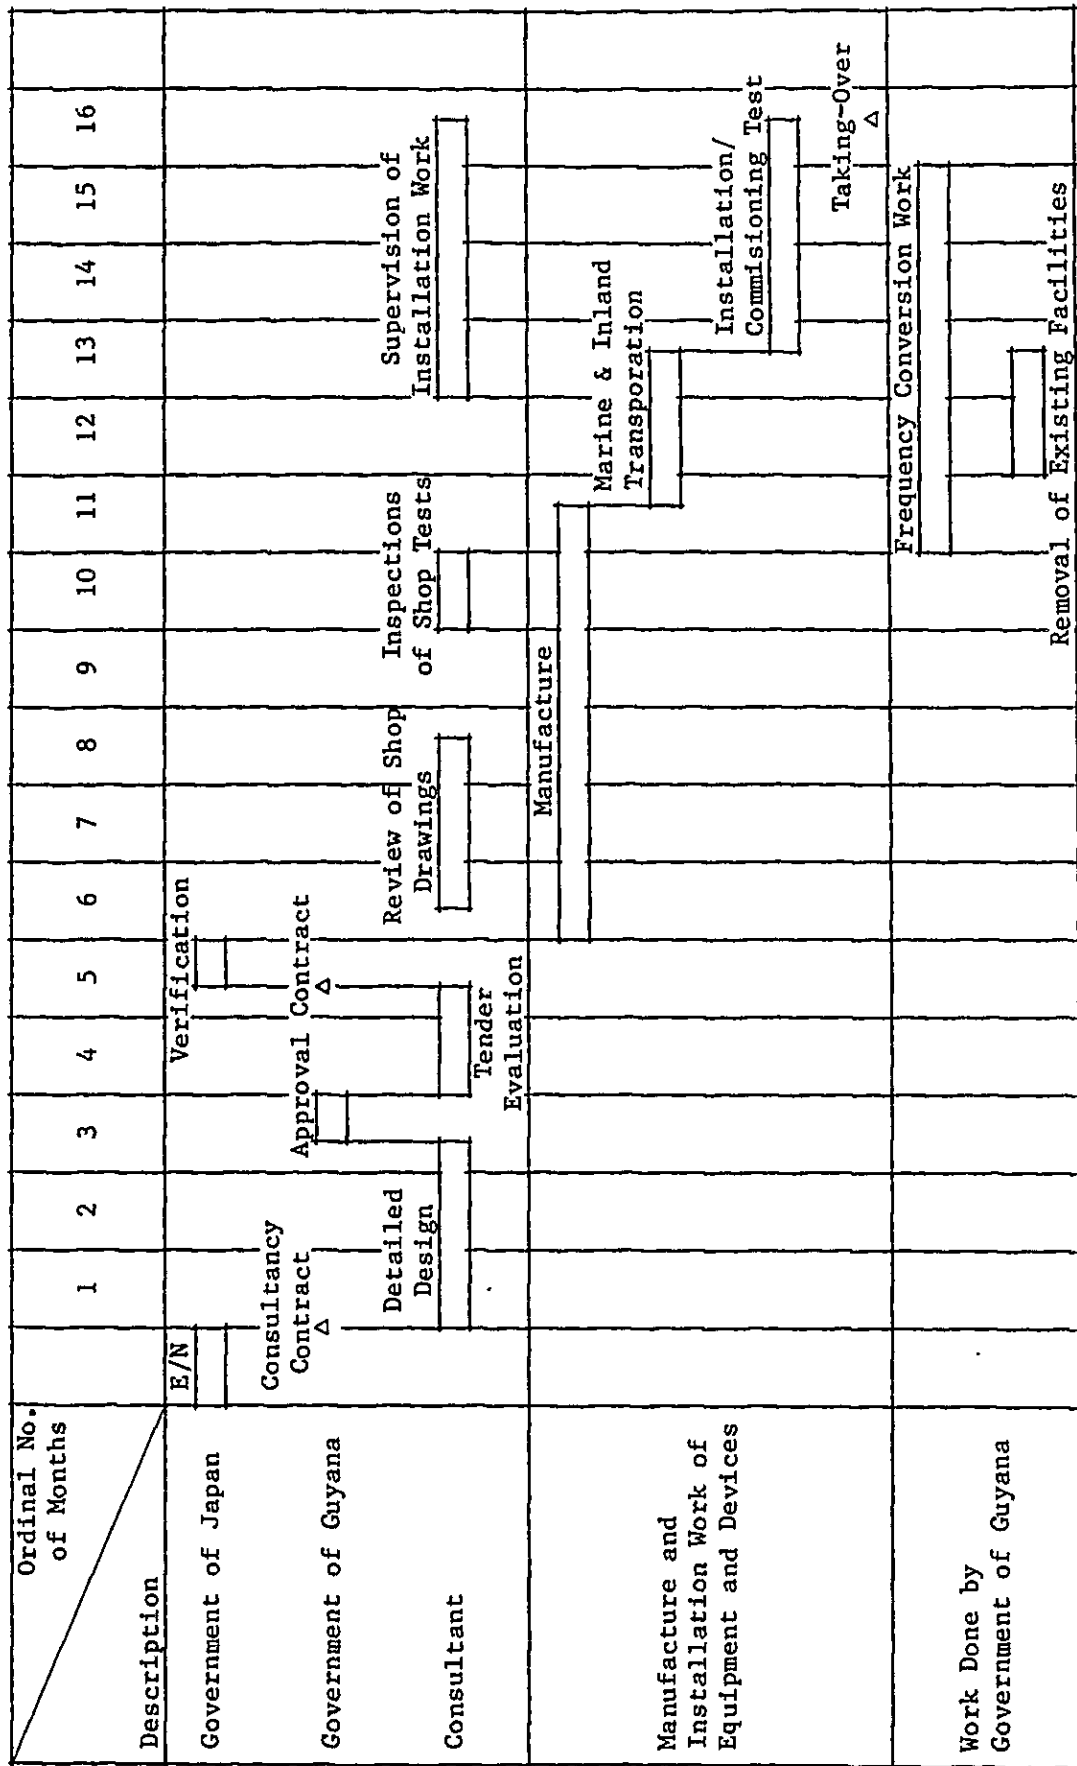 Ordinal No.
of Months
Description
1 2 3 4 5 6 7 8 9 10 11 12 13 14 15 16
Government of Japan
E/N
Verification
Government of Guyana
Consultancy
Contract
Δ
Approval
Contract
Δ
Consultant
Detailed
Design
Tender
Evaluation
Review of Shop
Drawings
Inspections
of Shop Tests
Supervision of
Installation Work
Manufacture and
Installation Work of
Equipment and Devices
Manufacture
Marine & Inland
Transporation
Installation/
Commisioning Test
Taking-Over
Δ
Work Done by
Government of Guyana
Frequency Conversion Work
Removal of Existing Facilities